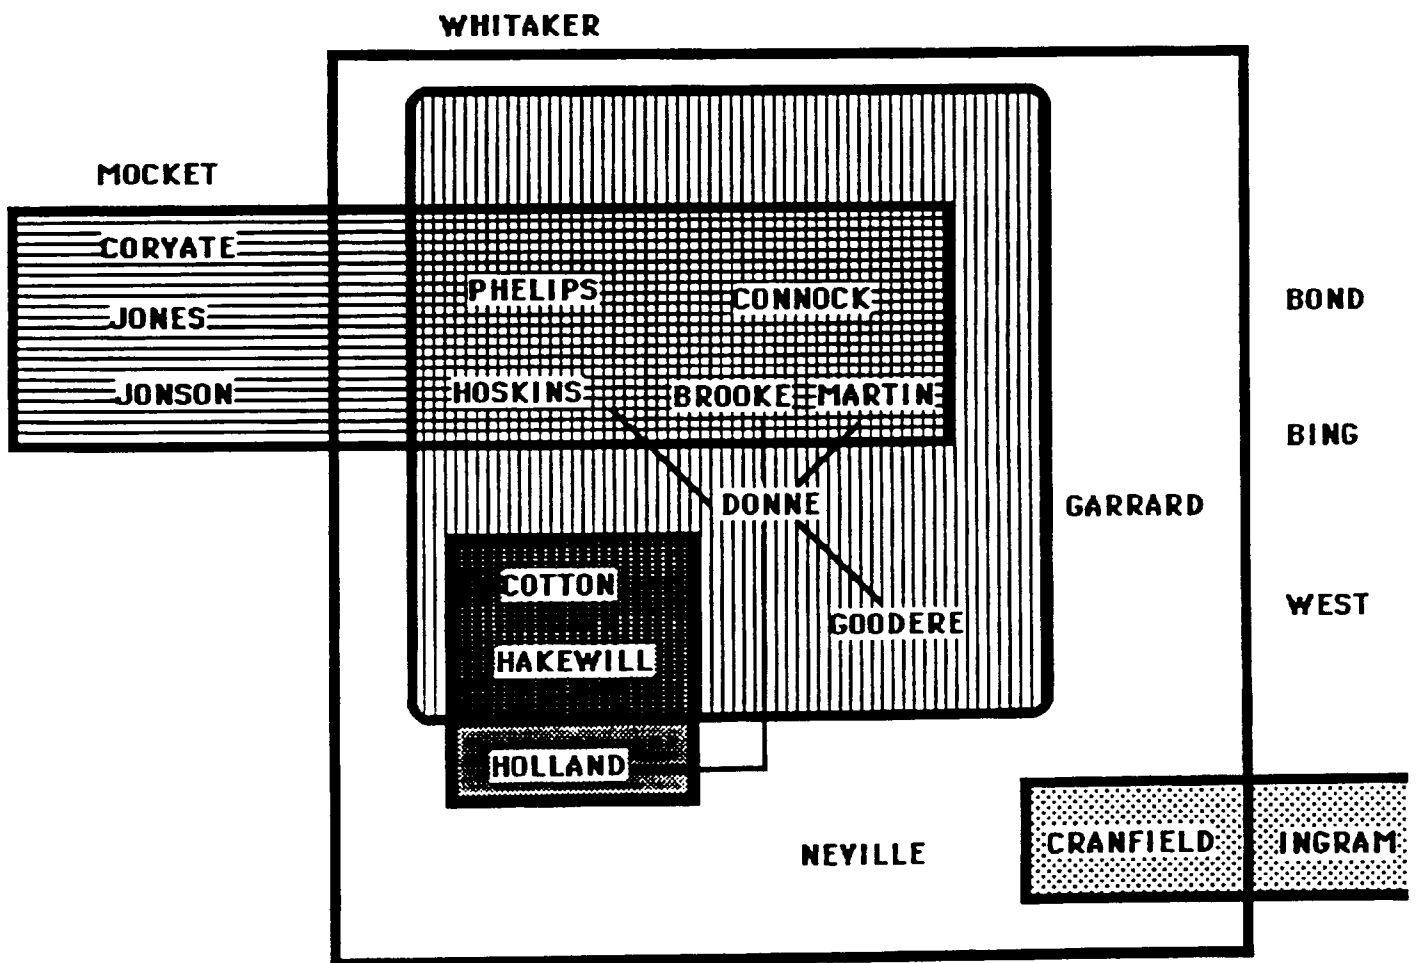 WHITAKER
MOCKET
CORYATE
PHELIPS
CONNOCK
BOND
JONES
JONSON
HOSKINS
BROOKE
MARTIN
BING
DONNE
GARRARD
COTTON
WEST
GOODERE
HAKEWILL
HOLLAND
NEVILLE
CRANFIELD
INGRAM